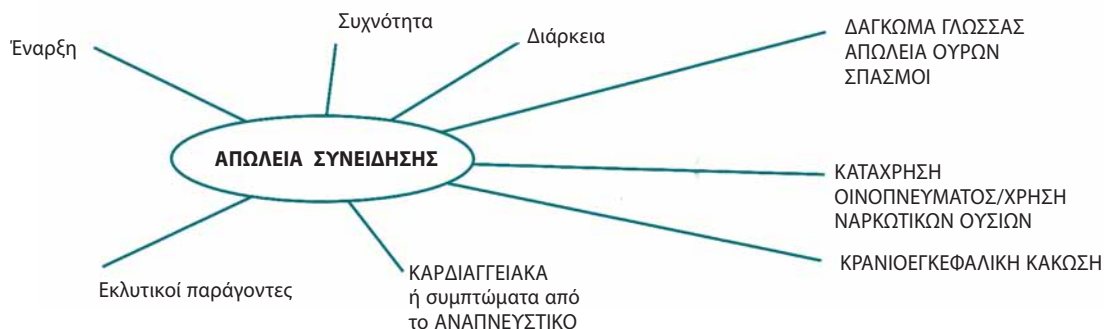 Συχνότητα
Έναρξη
Διάρκεια
ΔΑΓΚΩΜΑ ΓΛΩΣΣΑΣ
ΑΠΩΛΕΙΑ ΟΥΡΩΝ
ΣΠΑΣΜΟΙ
ΑΠΩΛΕΙΑ ΣΥΝΕΙΔΗΣΗΣ
ΚΑΤΑΧΡΗΣΗ
ΟΙΝΟΠΝΕΥΜΑΤΟΣ/ΧΡΗΣΗ
ΝΑΡΚΩΤΙΚΩΝ ΟΥΣΙΩΝ
ΚΡΑΝΙΟΕΓΚΕΦΑΛΙΚΗ ΚΑΚΩΣΗ
Εκλυτικοί παράγοντες
ΚΑΡΔΙΑΓΓΕΙΑΚΑ
ή συμπτώματα από
το ΑΝΑΠΝΕΥΣΤΙΚΟ